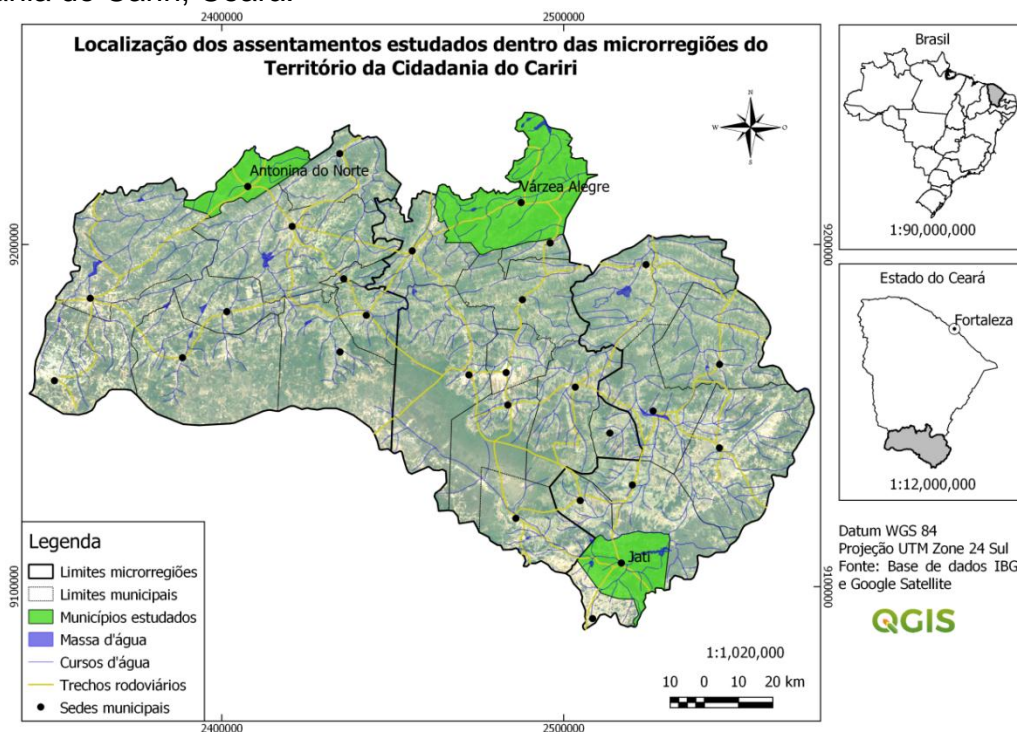 Cariri, Ceará.
2400000
2500000
Localização dos assentamentos estudados dentro das microrregiões do
Território da Cidadania do Cariri
N
W
O
S
Antonina do Norte
Várzea Alegre
Jati
9200000
9200000
9100000
9100000
Legenda
Limites microrregiões
Limites municipais
Municípios estudados
Massa d'água
Cursos d'água
Trechos rodoviários
Sedes municipais
1:1,020,000
10 0 10 20 km
2400000
2500000
Brasil
1:90,000,000
Estado do Ceará
Fortaleza
1:12,000,000
Datum WGS 84
Projeção UTM Zone 24 Sul
Fonte: Base de dados IBG
e Google Satellite
QGIS